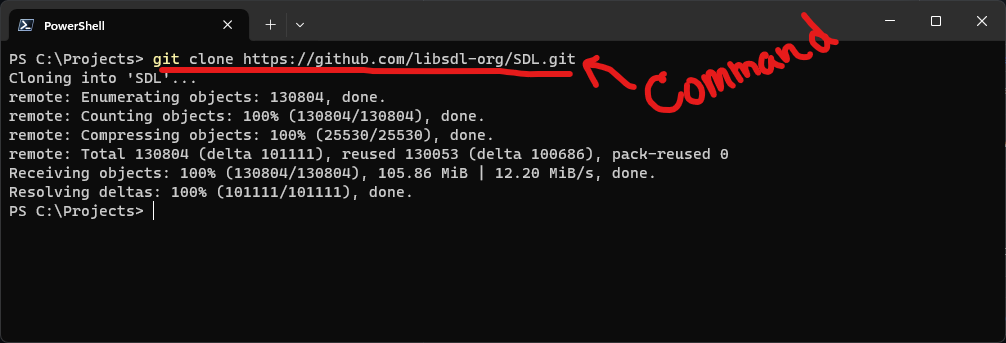 PowerShell
PS C:\Projects> git clone https://github.com/libsdl-org/SDL.git
Command
Cloning into 'SDL'...
remote: Enumerating objects: 130804, done.
remote: Counting objects: 100% (130804/130804), done.
remote: Compressing objects: 100% (25530/25530), done.
remote: Total 130804 (delta 101111), reused 130053 (delta 100686), pack-reused 0
Receiving objects: 100% (130804/130804), 105.86 MiB | 12.20 MiB/s, done.
Resolving deltas: 100% (101111/101111), done.
PS C:\Projects>